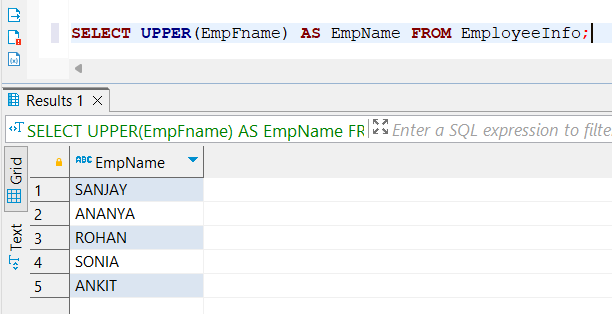 SELECT UPPER(EmpFname) AS EmpName FROM EmployeeInfo;
Results 1
SELECT UPPER(EmpFname) AS EmpName FR
Enter a SQL expression to filte
Grid
Text
ABC EmpName
1 SANJAY
2 ANANYA
3 ROHAN
4 SONIA
5 ANKIT